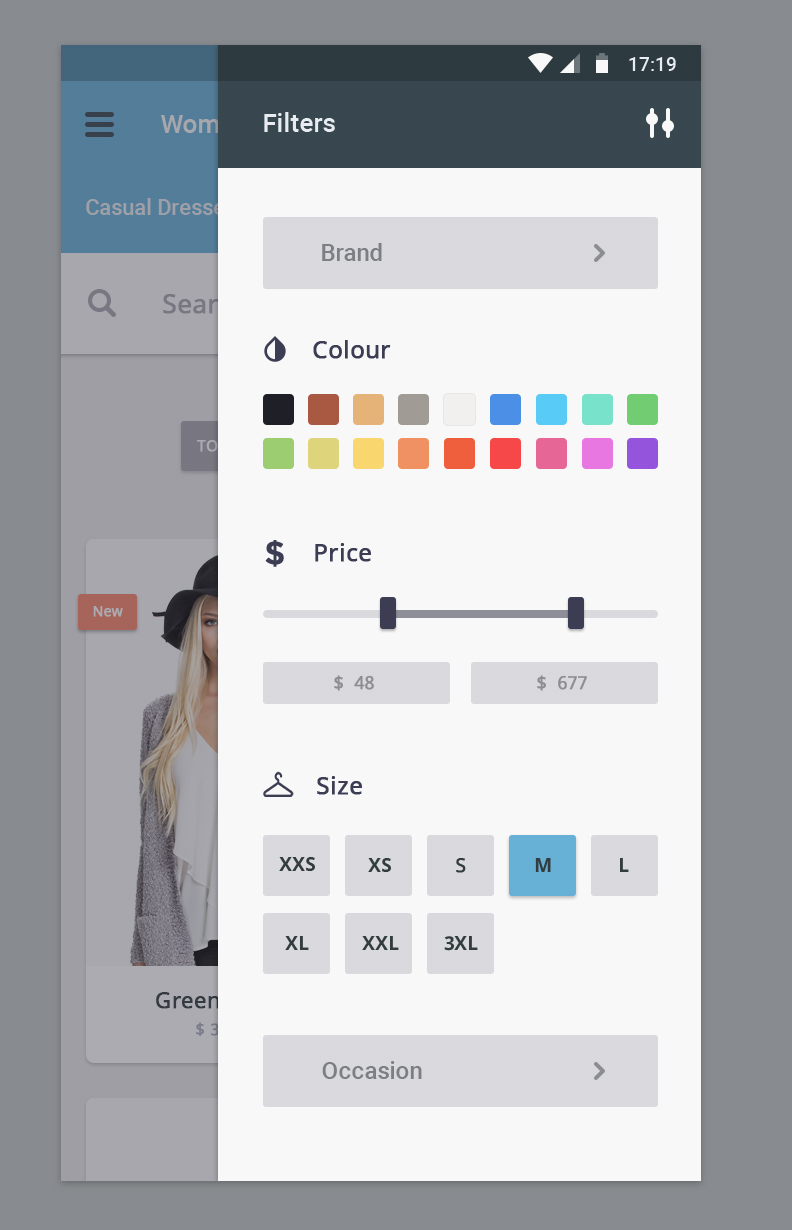 17:19
Wom
Filters
Casual Dresse
Brand
Sear
Colour
TO
$ Price
New
$ 48 $ 677
Size
XXS XS S M L
XL XXL 3XL
Green
$ 3
Occasion